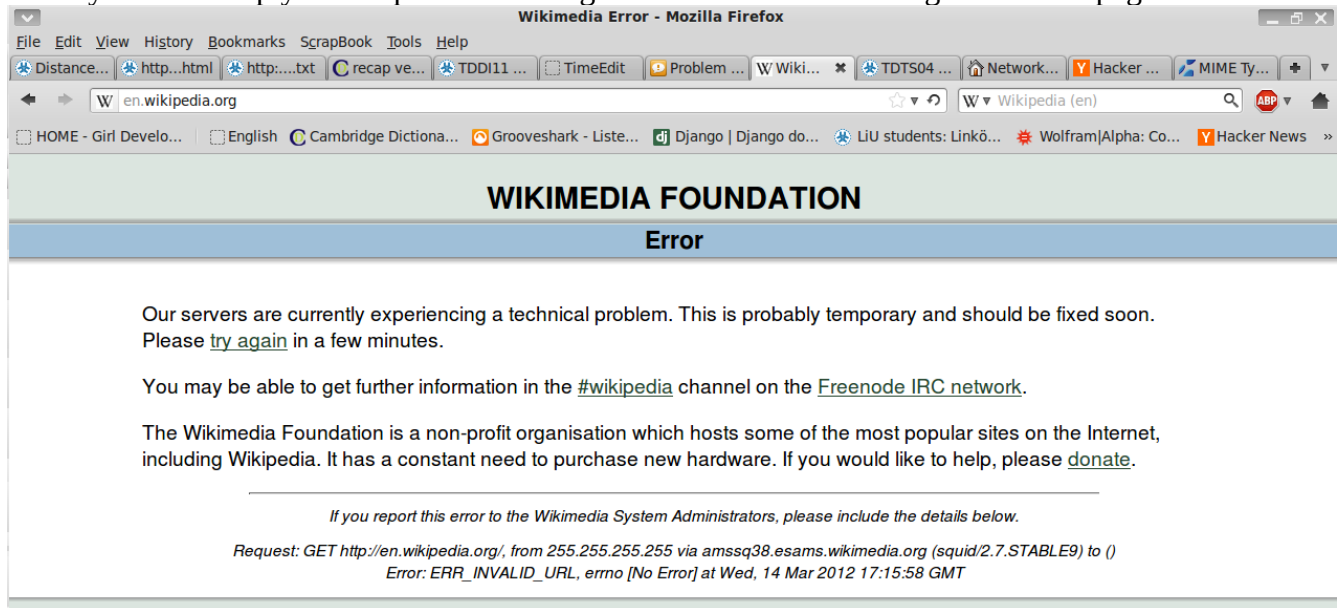 Wikimedia Error - Mozilla Firefox
File Edit View History Bookmarks ScrapBook Tools Help
Distance... http...html http:....txt recap ve... TDDI11 ... TimeEdit Problem ... Wiki... TDTS04 ... Network... Hacker ... MIME Ty...
en.wikipedia.org Wikipedia (en) ABP
HOME - Girl Develo... English Cambridge Dictiona... Grooveshark - Liste... Django | Django do... LiU students: Linkö... Wolfram|Alpha: Co... Hacker News »
WIKIMEDIA FOUNDATION
Error
Our servers are currently experiencing a technical problem. This is probably temporary and should be fixed soon.
Please try again in a few minutes.
You may be able to get further information in the #wikipedia channel on the Freenode IRC network.
The Wikimedia Foundation is a non-profit organisation which hosts some of the most popular sites on the Internet,
including Wikipedia. It has a constant need to purchase new hardware. If you would like to help, please donate.
If you report this error to the Wikimedia System Administrators, please include the details below.
Request: GET http://en.wikipedia.org/, from 255.255.255.255 via amssq38.esams.wikimedia.org (squid/2.7.STABLE9) to ()
Error: ERR_INVALID_URL, errno [No Error] at Wed, 14 Mar 2012 17:15:58 GMT